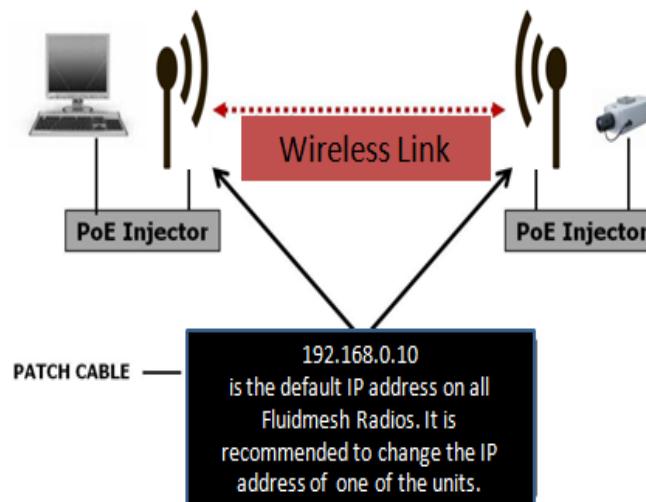 Wireless Link
PoE Injector
PoE Injector
PATCH CABLE
192.168.0.10
is the default IP address on all
Fluidmesh Radios. It is
recommended to change the IP
address of one of the units.